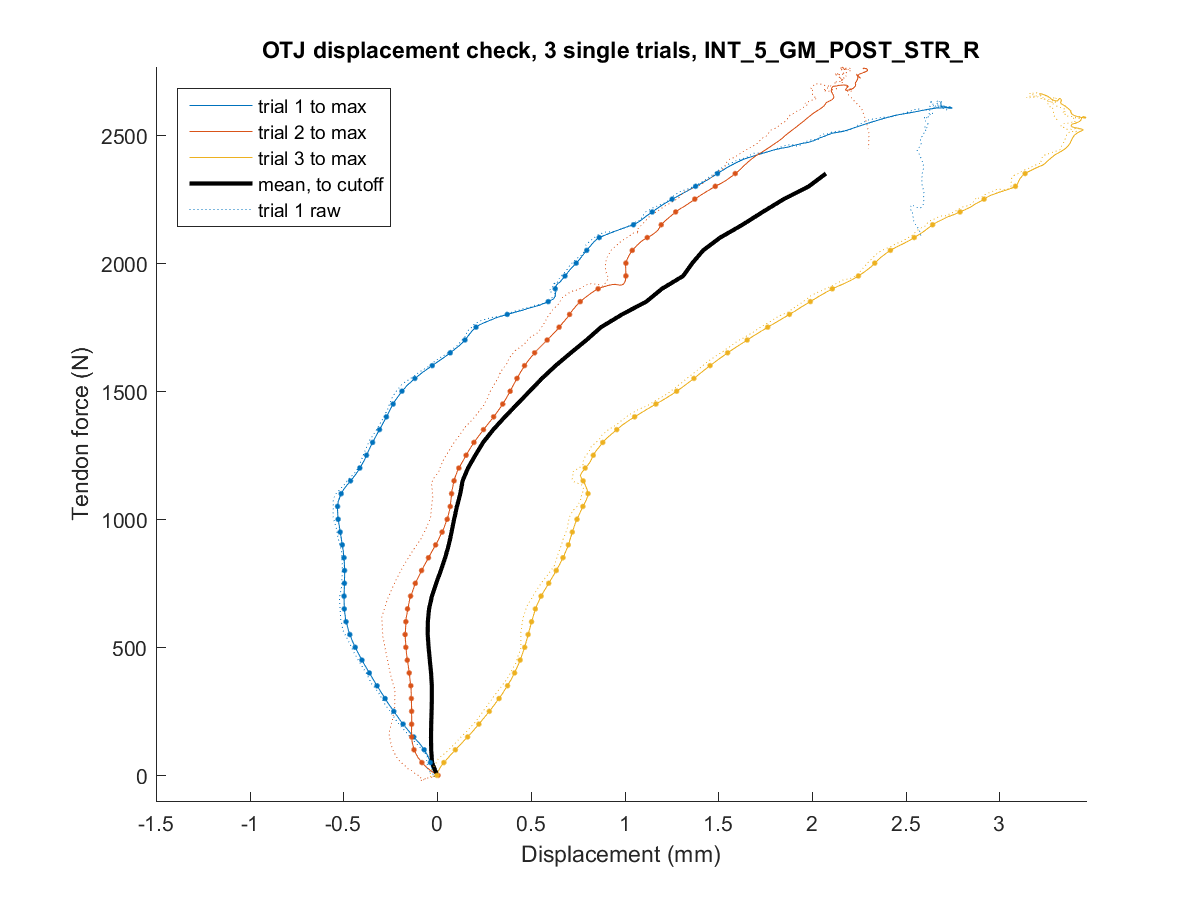 OTJ displacement check, 3 single trials, INT_5_GM_POST_STR_R
trial 1 to max
trial 2 to max
trial 3 to max
mean, to cutoff
trial 1 raw
2500
2000
1500
1000
500
0
Tendon force (N)
-1.5 -1 -0.5 0 0.5 1 1.5 2 2.5 3
Displacement (mm)